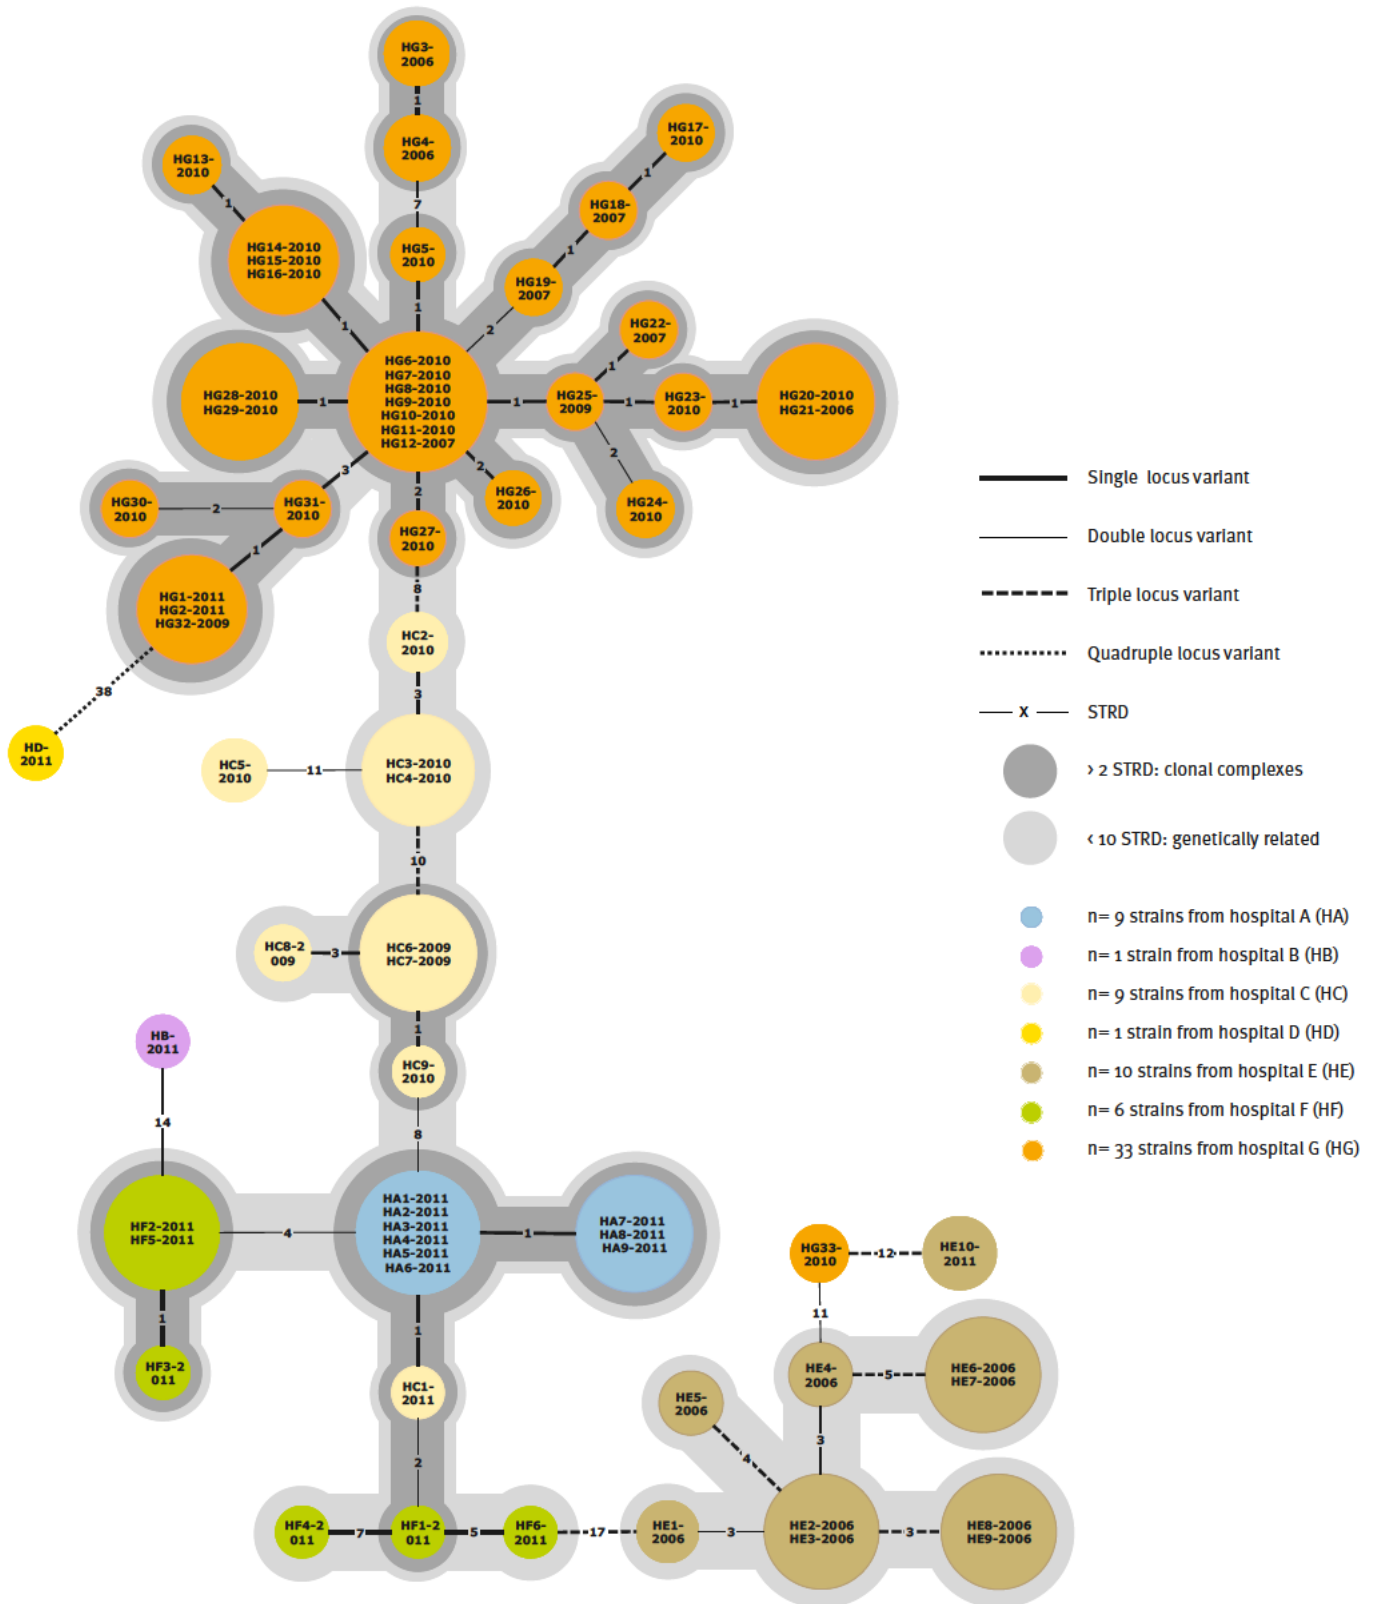 HG3-
2006
1
HG4-
2006
7
HG5-
2010
1
HG13-
2010
1
HG14-2010
HG15-2010
HG16-2010
1
HG17-
2010
1
HG18-
2007
1
HG19-
2007
2
HG28-2010
HG29-2010
1
HG6-2010
HG7-2010
HG8-2010
HG9-2010
HG10-2010
HG11-2010
HG12-2007
1
HG25-
2009
1
HG22-
2007
1
HG23-
2010
1
HG20-2010
HG21-2006
2
HG24-
2010
2
HG26-
2010
3
HG31-
2010
2
HG30-
2010
1
HG1-2011
HG2-2011
HG32-2009
38
HD-
2011
2
HG27-
2010
8
HC2-
2010
3
HC3-2010
HC4-2010
11
HC5-
2010
10
HC6-2009
HC7-2009
3
HC8-2
009
1
HC9-
2010
8
HB-
2011
14
HF2-2011
HF5-2011
4
HA1-2011
HA2-2011
HA3-2011
HA4-2011
HA5-2011
HA6-2011
1
HA7-2011
HA8-2011
HA9-2011
1
HF3-2
011
1
HC1-
2011
2
HF4-2
011
7
HF1-2
011
5
HF6-
2011
17
HE1-
2006
3
HE2-2006
HE3-2006
3
HE8-2006
HE9-2006
4
HE5-
2006
3
HE4-
2006
5
HE6-2006
HE7-2006
11
HG33-
2010
12
HE10-
2011
Single locus variant
Double locus variant
Triple locus variant
Quadruple locus variant
X STRD
> 2 STRD: clonal complexes
< 10 STRD: genetically related
n= 9 strains from hospital A (HA)
n= 1 strain from hospital B (HB)
n= 9 strains from hospital C (HC)
n= 1 strain from hospital D (HD)
n= 10 strains from hospital E (HE)
n= 6 strains from hospital F (HF)
n= 33 strains from hospital G (HG)